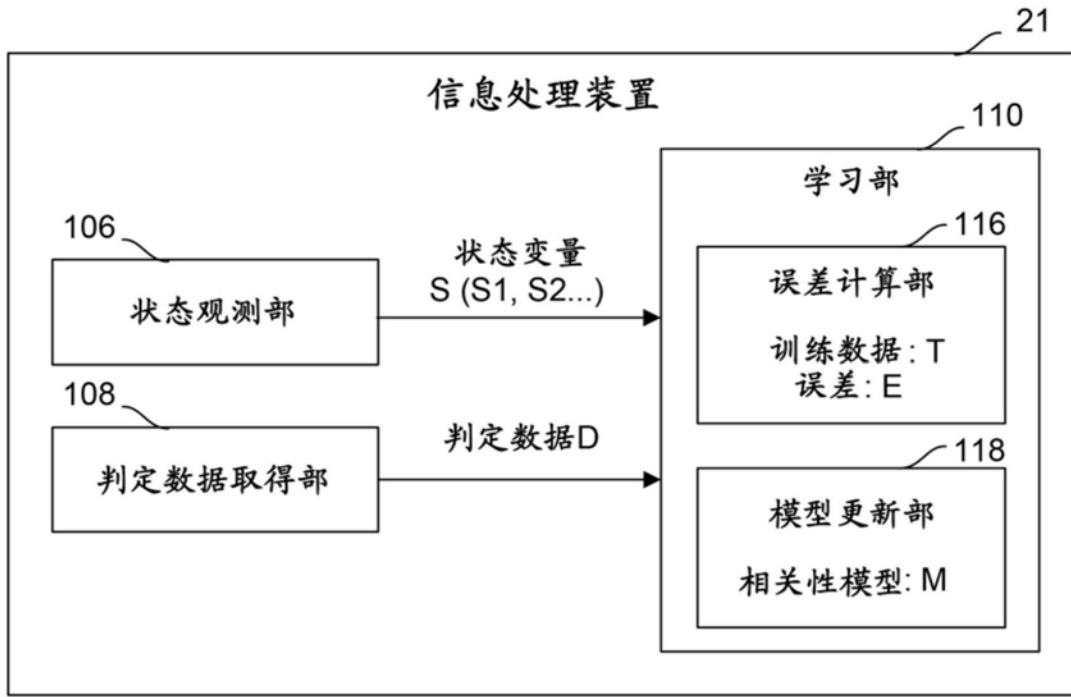 21
信息处理装置
110
学习部
106
状态观测部
状态变量
S (S1, S2...)
116
误差计算部
训练数据: T
误差: E
108
判定数据取得部
判定数据D
118
模型更新部
相关性模型: M